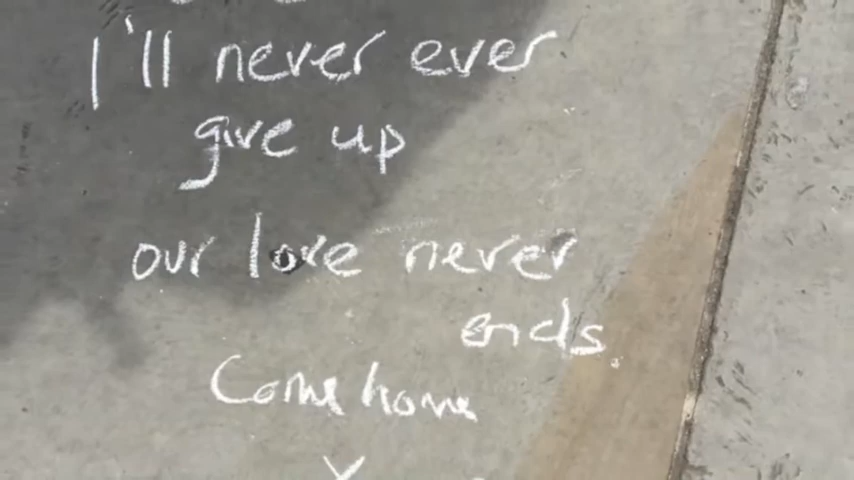 I'll never ever
give up
our love never
ends.
Come home